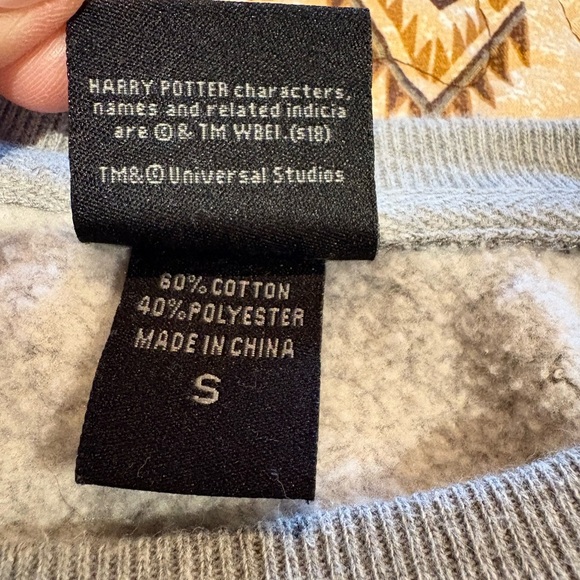 HARRY POTTER characters,
names and related indicia
are © & TM WBEI. (s18)
TM & © Universal Studios
60% COTTON
40% POLYESTER
MADE IN CHINA
S